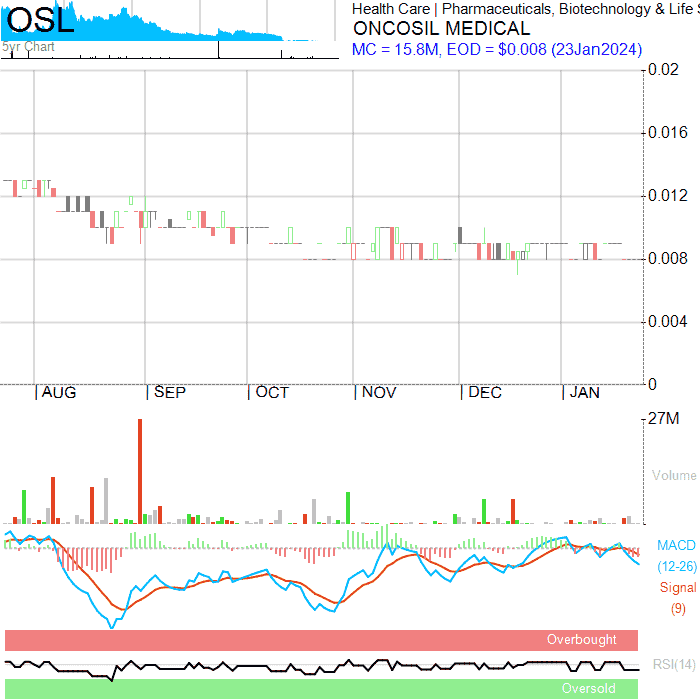 OSL
5yr Chart
Health Care | Pharmaceuticals, Biotechnology & Life S
ONCOSIL MEDICAL
MC = 15.8M, EOD = $0.008 (23Jan2024)
0.02
0.016
0.012
0.008
0.004
0
AUG SEP OCT NOV DEC JAN
27M
Volume
MACD
(12-26)
Signal
(9)
Overbought
RSI(14)
Oversold